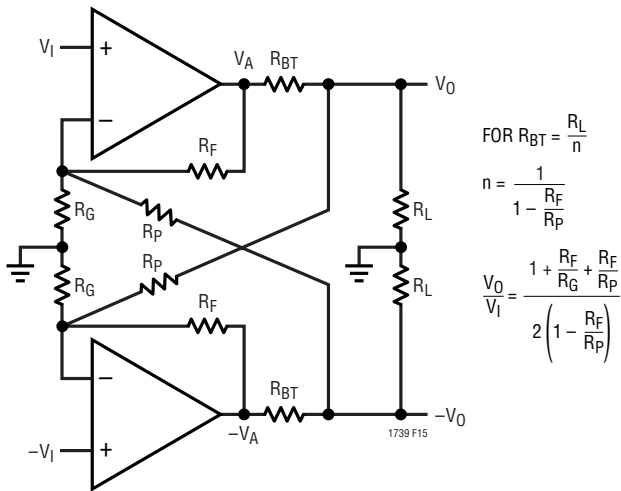 +
V_I
V_A
R_BT
V_O
−
R_F
FOR R_BT = R_L / n
R_G
R_P
R_L
n = 1 / (1 − R_F / R_P)
R_P
R_G
R_F
R_L
V_O / V_I = (1 + R_F / R_G + R_F / R_P) / (2 (1 − R_F / R_P))
−
R_BT
−V_A
−V_O
1739 F15
−V_I
+